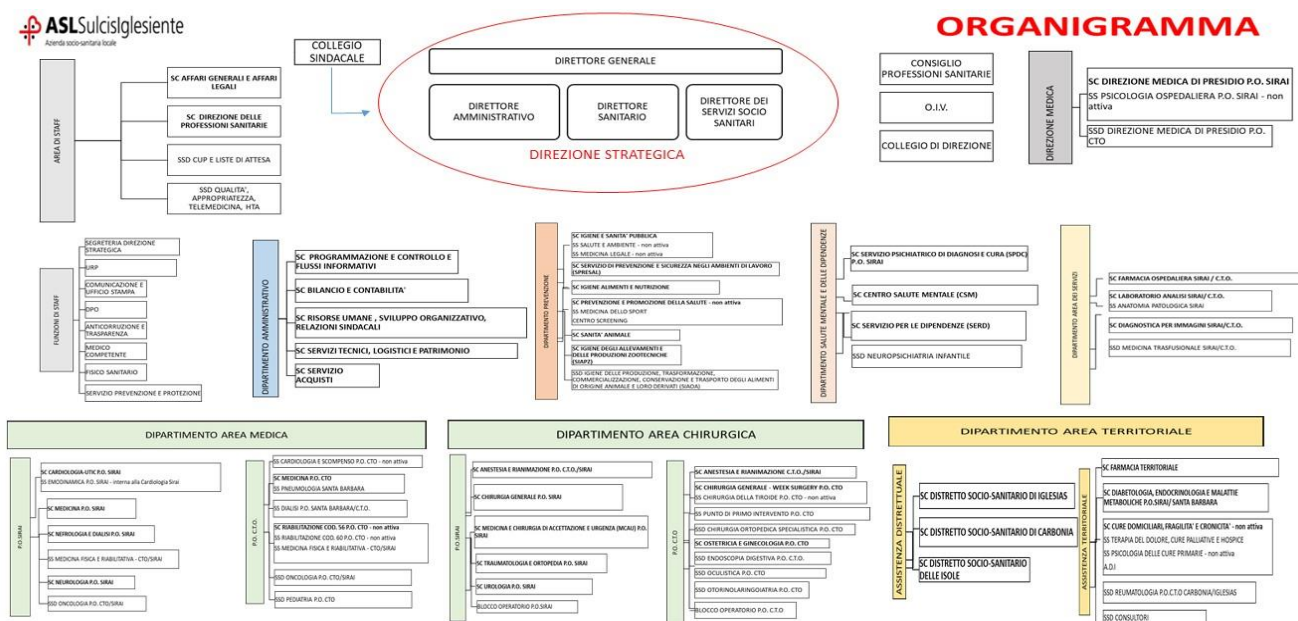 ASLSulcisIglesiente
Azienda socio-sanitaria locale
ORGANIGRAMMA
COLLEGIO
SINDACALE
DIRETTORE GENERALE
DIRETTORE
AMMINISTRATIVO
DIRETTORE
SANITARIO
DIRETTORE DEI
SERVIZI SOCIO
SANITARI
DIREZIONE STRATEGICA
CONSIGLIO
PROFESSIONI SANITARIE
O.I.V.
COLLEGIO DI DIREZIONE
DIREZIONE MEDICA
SC DIREZIONE MEDICA DI PRESIDIO P.O. SIRAI
SS PSICOLOGIA OSPEDALIERA P.O. SIRAI - non
attiva
SSD DIREZIONE MEDICA DI PRESIDIO P.O.
CTO
AREA DI STAFF
SC AFFARI GENERALI E AFFARI
LEGALI
SC DIREZIONE DELLE
PROFESSIONI SANITARIE
SSD CUP E LISTE DI ATTESA
SSD QUALITA',
APPROPRIATEZZA,
TELEMEDICINA, HTA
FUNZIONI DI STAFF
SEGRETERIA DIREZIONE
STRATEGICA
URP
COMUNICAZIONE E
UFFICIO STAMPA
DPO
ANTICORRUZIONE E
TRASPARENZA
MEDICO
COMPETENTE
FISICO SANITARIO
SERVIZIO PREVENZIONE E PROTEZIONE
DIPARTIMENTO AMMINISTRATIVO
SC PROGRAMMAZIONE E CONTROLLO E
FLUSSI INFORMATIVI
SC BILANCIO E CONTABILITA'
SC RISORSE UMANE , SVILUPPO ORGANIZZATIVO,
RELAZIONI SINDACALI
SC SERVIZI TECNICI, LOGISTICI E PATRIMONIO
SC SERVIZIO
ACQUISTI
DIPARTIMENTO PREVENZIONE
SC IGIENE E SANITA' PUBBLICA
SS SALUTE E AMBIENTE - non attiva
SS MEDICINA LEGALE - non attiva
SC SERVIZIO DI PREVENZIONE E SICUREZZA NEGLI AMBIENTI DI LAVORO
(SPRESAL)
SC IGIENE ALIMENTI E NUTRIZIONE
SC PREVENZIONE E PROMOZIONE DELLA SALUTE - non attiva
SS MEDICINA DELLO SPORT
CENTRO SCREENING
SC SANITA' ANIMALE
SC IGIENE DEGLI ALLEVAMENTI E
DELLE PRODUZIONI ZOOTECNICHE
(SIAPZ)
SSD IGIENE DELLE PRODUZIONE, TRASFORMAZIONE,
COMMERCIALIZZAZIONE, CONSERVAZIONE E TRASPORTO DEGLI ALIMENTI
DI ORIGINE ANIMALE E LORO DERIVATI (SIAOA)
DIPARTIMENTO SALUTE MENTALE E DELLE DIPENDENZE
SC SERVIZIO PSICHIATRICO DI DIAGNOSI E CURA (SPDC)
P.O. SIRAI
SC CENTRO SALUTE MENTALE (CSM)
SC SERVIZIO PER LE DIPENDENZE (SERD)
SSD NEUROPSICHIATRIA INFANTILE
DIPARTIMENTO AREA DEI SERVIZI
SC FARMACIA OSPEDALIERA SIRAI / C.T.O.
SC LABORATORIO ANALISI SIRAI/ C.T.O.
SS ANATOMIA PATOLOGICA SIRAI
SC DIAGNOSTICA PER IMMAGINI SIRAI/C.T.O.
SSD MEDICINA TRASFUSIONALE SIRAI/C.T.O.
DIPARTIMENTO AREA MEDICA
P.O.SIRAI
SC CARDIOLOGIA-UTIC P.O. SIRAI
SS EMODINAMICA P.O. SIRAI - interna alla Cardiologia Sirai
SC MEDICINA P.O. SIRAI
SC NEFROLOGIA E DIALISI P.O. SIRAI
SS MEDICINA FISICA E RIABILITATIVA - CTO/SIRAI
SC NEUROLOGIA P.O. SIRAI
SSD ONCOLOGIA P.O. CTO/SIRAI
P.O. C.T.O.
SS CARDIOLOGIA E SCOMPENSO P.O. CTO - non attiva
SC MEDICINA P.O. CTO
SS PNEUMOLOGIA SANTA BARBARA
SS DIALISI P.O. SANTA BARBARA/C.T.O.
SC RIABILITAZIONE COD. 56 P.O. CTO - non attiva
SS RIABILITAZIONE COD. 60 P.O. CTO - non attiva
SS MEDICINA FISICA E RIABILITATIVA - CTO/SIRAI
SSD ONCOLOGIA P.O. CTO/SIRAI
SSD PEDIATRIA P.O. CTO
DIPARTIMENTO AREA CHIRURGICA
P.O.SIRAI
SC ANESTESIA E RIANIMAZIONE P.O. C.T.O./SIRAI
SC CHIRURGIA GENERALE P.O. SIRAI
SC MEDICINA E CHIRURGIA DI ACCETTAZIONE E URGENZA (MCAU) P.O.
SIRAI
SC TRAUMATOLOGIA E ORTOPEDIA P.O. SIRAI
SC UROLOGIA P.O. SIRAI
BLOCCO OPERATORIO P.O.SIRAI
P.O. C.T.O
SC ANESTESIA E RIANIMAZIONE C.T.O./SIRAI
SC CHIRURGIA GENERALE - WEEK SURGERY P.O. CTO
SS CHIRURGIA DELLA TIROIDE P.O. CTO - non attiva
SS PUNTO DI PRIMO INTERVENTO P.O. CTO
SSD CHIRURGIA ORTOPEDICA SPECIALISTICA P.O. CTO
SC OSTETRICIA E GINECOLOGIA P.O. CTO
SSD ENDOSCOPIA DIGESTIVA P.O. C.T.O.
SSD OCULISTICA P.O. CTO
SSD OTORINOLARINGOIATRIA P.O. CTO
BLOCCO OPERATORIO P.O. C.T.O
DIPARTIMENTO AREA TERRITORIALE
ASSISTENZA DISTRETTUALE
SC DISTRETTO SOCIO-SANITARIO DI IGLESIAS
SC DISTRETTO SOCIO-SANITARIO DI CARBONIA
SC DISTRETTO SOCIO-SANITARIO
DELLE ISOLE
ASSISTENZA TERRITORIALE
SC FARMACIA TERRITORIALE
SC DIABETOLOGIA, ENDOCRINOLOGIA E MALATTIE
METABOLICHE P.O.SIRAI/ SANTA BARBARA
SC CURE DOMICILIARI, FRAGILITA' E CRONICITA' - non attiva
SS TERAPIA DEL DOLORE, CURE PALLIATIVE E HOSPICE
SS PSICOLOGIA DELLE CURE PRIMARIE - non attiva
A.D.I
SSD REUMATOLOGIA P.O.C.T.O CARBONIA/IGLESIAS
SSD CONSULTORI